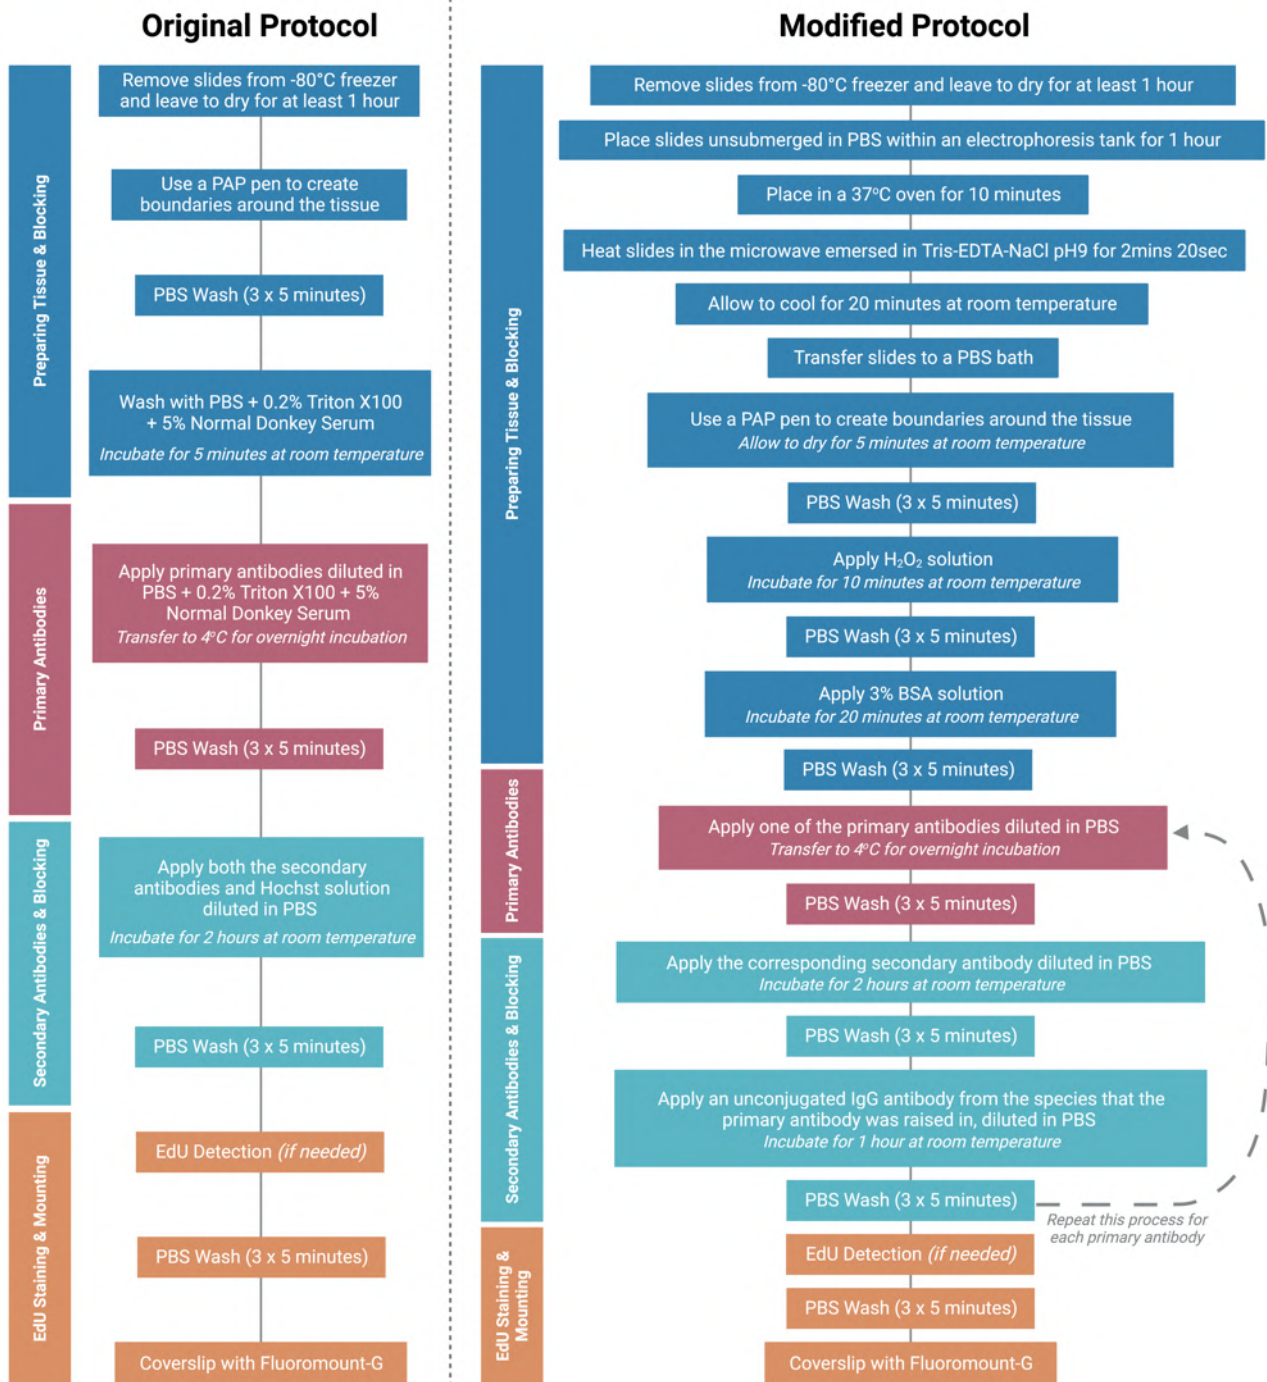 Original Protocol
Preparing Tissue & Blocking
Remove slides from -80°C freezer
and leave to dry for at least 1 hour
Use a PAP pen to create
boundaries around the tissue
PBS Wash (3 x 5 minutes)
Wash with PBS + 0.2% Triton X100
+ 5% Normal Donkey Serum
Incubate for 5 minutes at room temperature
Primary Antibodies
Apply primary antibodies diluted in
PBS + 0.2% Triton X100 + 5%
Normal Donkey Serum
Transfer to 4°C for overnight incubation
PBS Wash (3 x 5 minutes)
Secondary Antibodies & Blocking
Apply both the secondary
antibodies and Hochst solution
diluted in PBS
Incubate for 2 hours at room temperature
PBS Wash (3 x 5 minutes)
EdU Staining & Mounting
EdU Detection (if needed)
PBS Wash (3 x 5 minutes)
Coverslip with Fluoromount-G
Modified Protocol
Preparing Tissue & Blocking
Remove slides from -80°C freezer and leave to dry for at least 1 hour
Place slides unsubmerged in PBS within an electrophoresis tank for 1 hour
Place in a 37°C oven for 10 minutes
Heat slides in the microwave emersed in Tris-EDTA-NaCl pH9 for 2mins 20sec
Allow to cool for 20 minutes at room temperature
Transfer slides to a PBS bath
Use a PAP pen to create boundaries around the tissue
Allow to dry for 5 minutes at room temperature
PBS Wash (3 x 5 minutes)
Apply H₂O₂ solution
Incubate for 10 minutes at room temperature
PBS Wash (3 x 5 minutes)
Apply 3% BSA solution
Incubate for 20 minutes at room temperature
PBS Wash (3 x 5 minutes)
Primary Antibodies
Apply one of the primary antibodies diluted in PBS
Transfer to 4°C for overnight incubation
PBS Wash (3 x 5 minutes)
Secondary Antibodies & Blocking
Apply the corresponding secondary antibody diluted in PBS
Incubate for 2 hours at room temperature
PBS Wash (3 x 5 minutes)
Apply an unconjugated IgG antibody from the species that the
primary antibody was raised in, diluted in PBS
Incubate for 1 hour at room temperature
PBS Wash (3 x 5 minutes)
Repeat this process for
each primary antibody
EdU Staining &
Mounting
EdU Detection (if needed)
PBS Wash (3 x 5 minutes)
Coverslip with Fluoromount-G